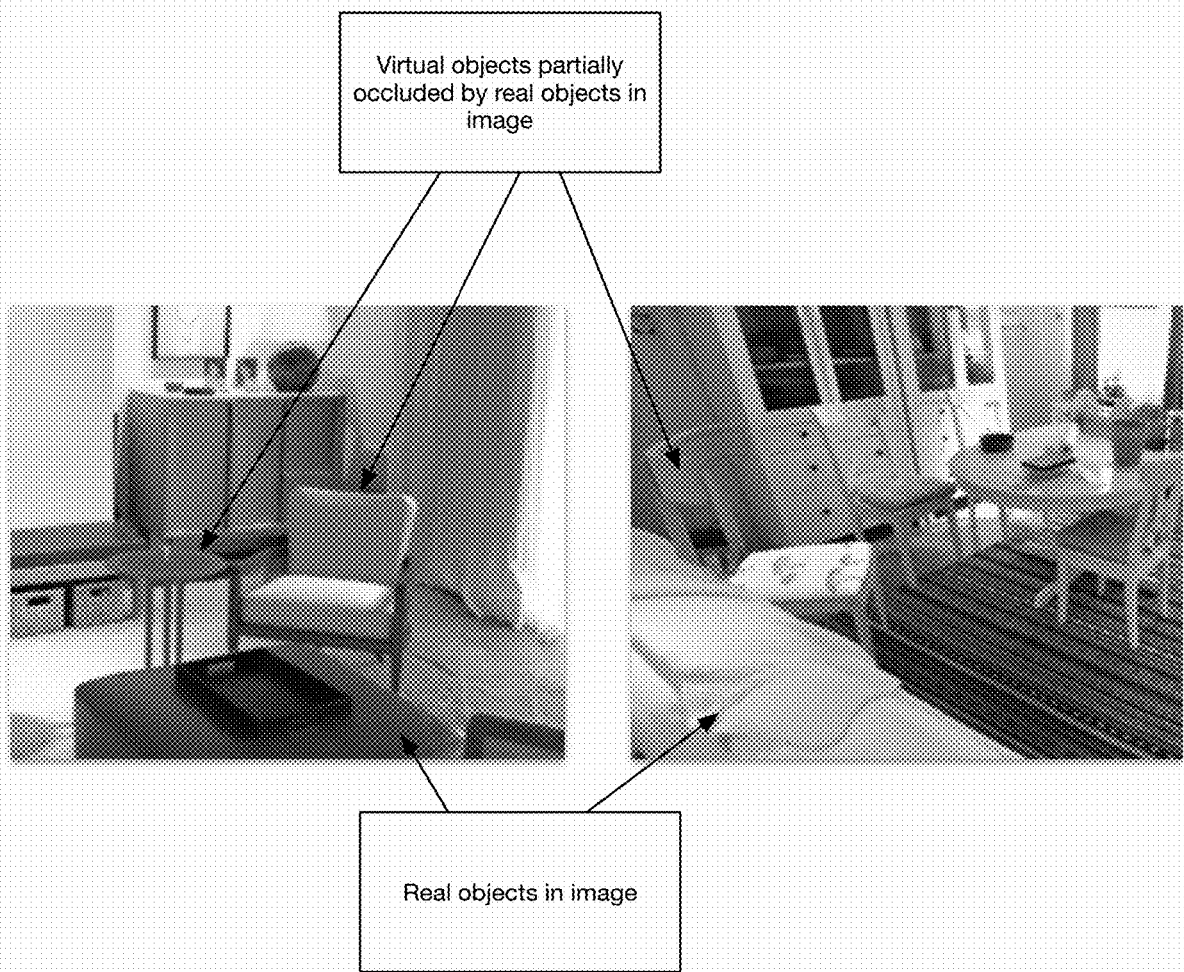 Virtual objects partially
occluded by real objects in
image
Real objects in image